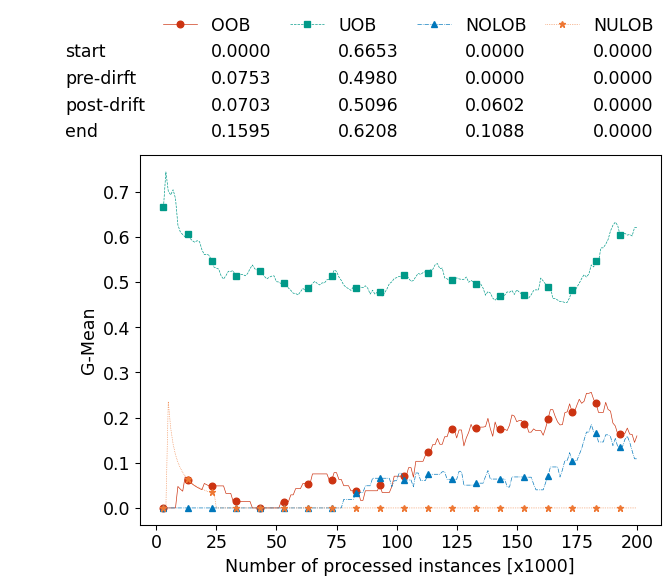 OOB UOB NOLOB NULOB
start 0.0000 0.6653 0.0000 0.0000
pre-dirft 0.0753 0.4980 0.0000 0.0000
post-drift 0.0703 0.5096 0.0602 0.0000
end 0.1595 0.6208 0.1088 0.0000
0.7
0.6
0.5
0.4
0.3
0.2
0.1
0.0
G-Mean
0 25 50 75 100 125 150 175 200
Number of processed instances [x1000]